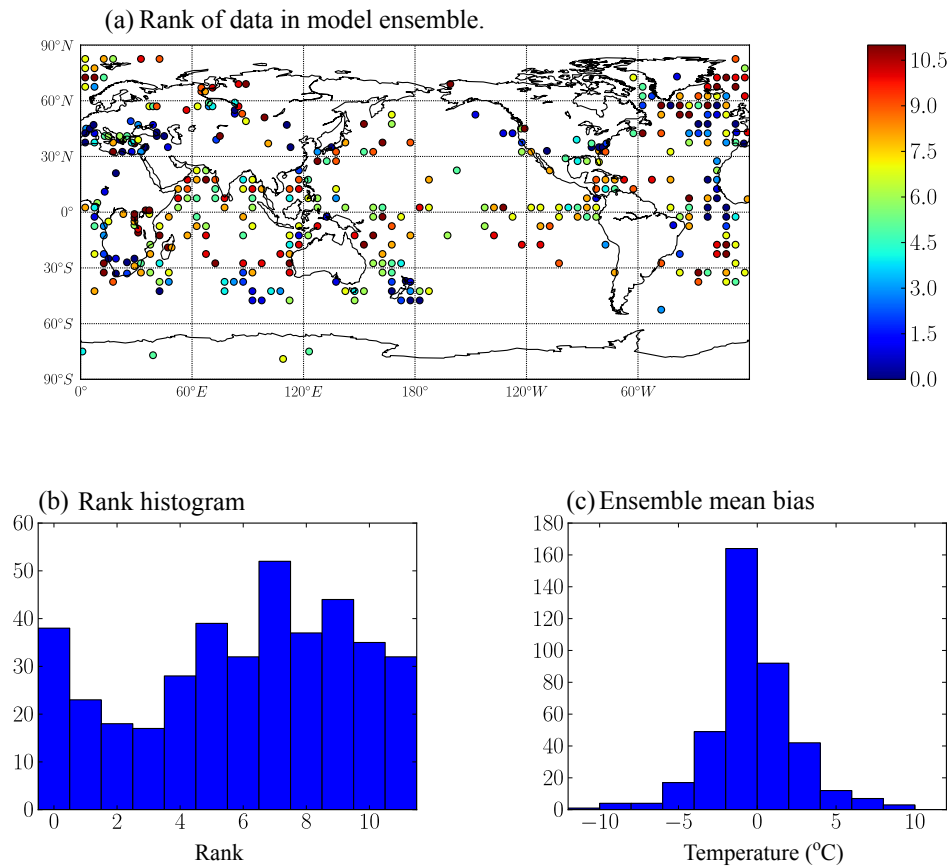 (a) Rank of data in model ensemble.
90°N
60°N
30°N
0°
30°S
60°S
90°S
0° 60°E 120°E 180° 120°W 60°W
10.5
9.0
7.5
6.0
4.5
3.0
1.5
0.0
(b) Rank histogram
60
50
40
30
20
10
0
0 2 4 6 8 10
Rank
(c) Ensemble mean bias
180
160
140
120
100
80
60
40
20
0
−10 −5 0 5 10
Temperature (°C)